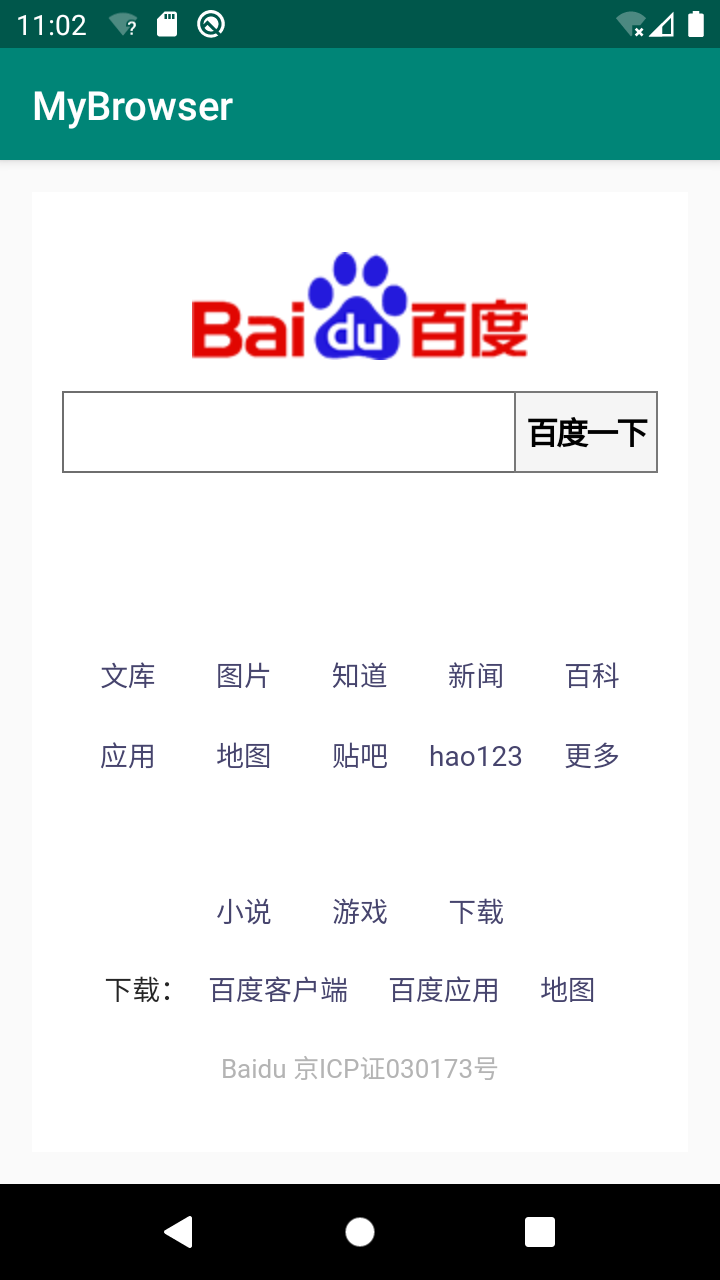 11:02
MyBrowser
Baidu百度
百度一下
文库 图片 知道 新闻 百科
应用 地图 贴吧 hao123 更多
小说 游戏 下载
下载： 百度客户端 百度应用 地图
Baidu 京ICP证030173号